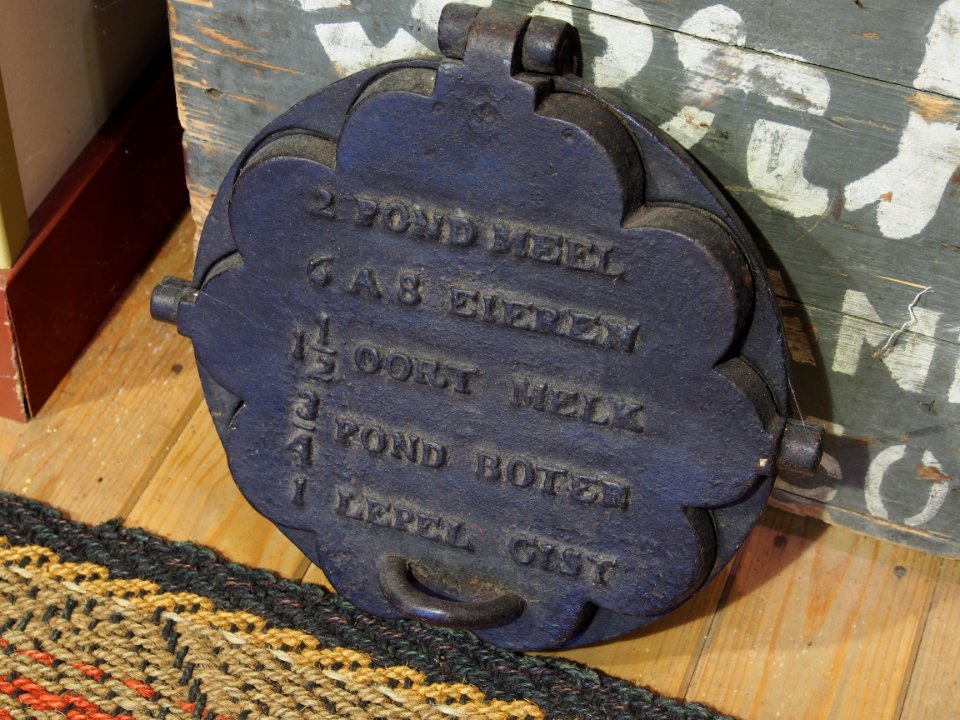 2 POND MEEL
6 A 8 EIEREN
1 1/2 OORT MELK
3/4 POND BOTER
1 LEPEL GIST